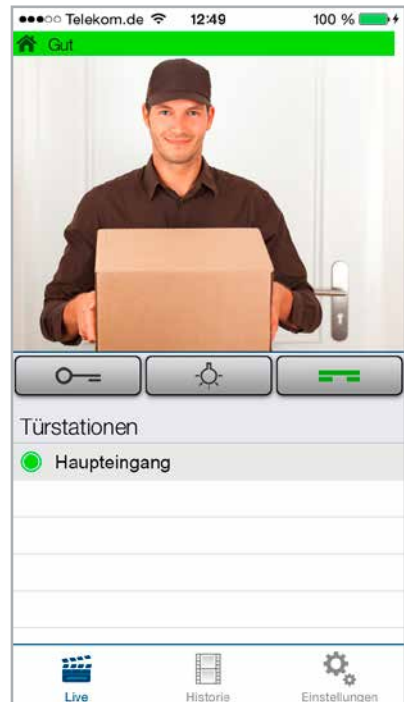 Telekom.de 12:49 100 %
Gut
Türstationen
Haupteingang
Live Historie Einstellungen